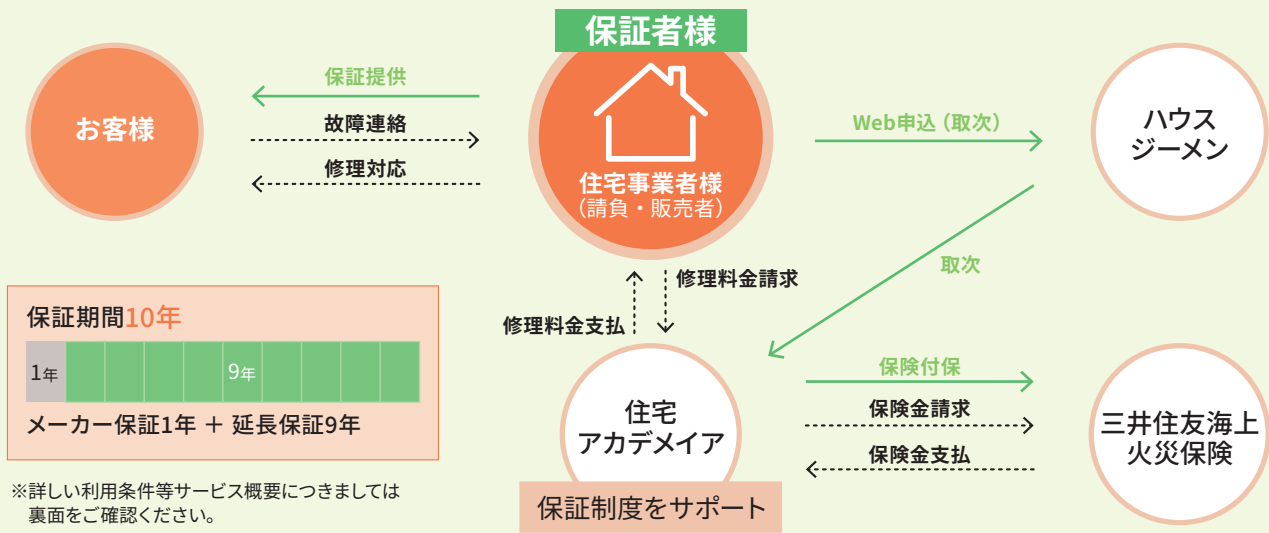 保証者様
お客様
保証提供
故障連絡
修理対応
住宅事業者様
（請負・販売者）
Web申込（取次）
ハウス
ジーメン
取次
修理料金請求
修理料金支払
保証期間10年
1年
9年
メーカー保証1年 ＋ 延長保証9年
※詳しい利用条件等サービス概要につきましては
裏面をご確認ください。
住宅
アカデメイア
保証制度をサポート
保険付保
保険金請求
保険金支払
三井住友海上
火災保険